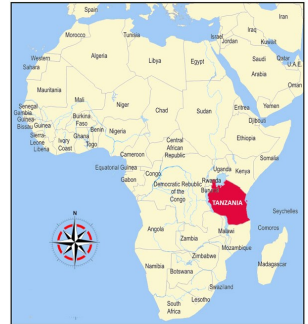 Spain
Morocco
Tunisia
Israel
Jordan
Iraq
Iran
Kuwait
Algeria
Libya
Egypt
Saudi
Arabia
Qatar
U.A.E.
Western
Sahara
Oman
Mauritania
Mali
Niger
Chad
Sudan
Eritrea
Yemen
Senegal
Gambia
Guinea-
Bissau
Guinea
Burkina
Faso
Benin
Nigeria
Djibouti
Sierra
Leone
Liberia
Ivory
Coast
Ghana
Togo
Central
African
Republic
Ethiopia
Cameroon
Somalia
Equatorial Guinea
Gabon
Congo
Uganda
Kenya
Rwanda
Democratic Republic
of the
Congo
TANZANIA
Seychelles
Angola
Malawi
Comoros
Zambia
Mozambique
N
Zimbabwe
Madagascar
Namibia
Botswana
Swaziland
South
Africa
Lesotho